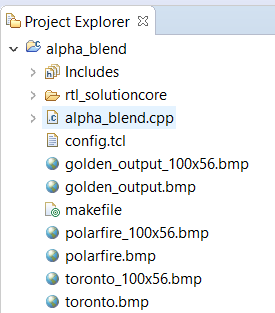 Project Explorer
alpha_blend
Includes
rtl_solutioncore
alpha_blend.cpp
config.tcl
golden_output_100x56.bmp
golden_output.bmp
makefile
polarfire_100x56.bmp
polarfire.bmp
toronto_100x56.bmp
toronto.bmp